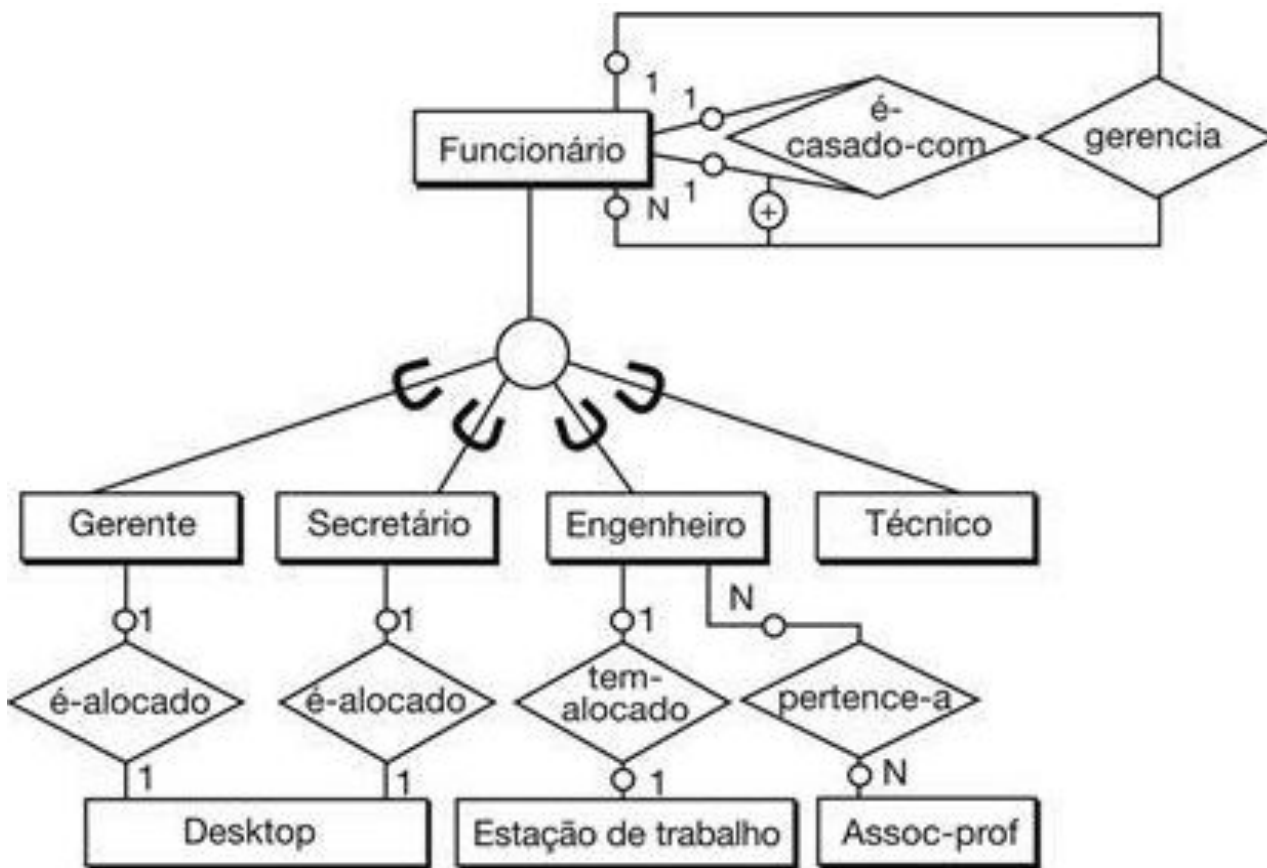 1
1
é-
casado-com
gerencia
Funcionário
1
N
+
Gerente
Secretário
Engenheiro
Técnico
N
1
1
1
é-alocado
é-alocado
tem-
alocado
pertence-a
1
1
1
N
Desktop
Estação de trabalho
Assoc-prof